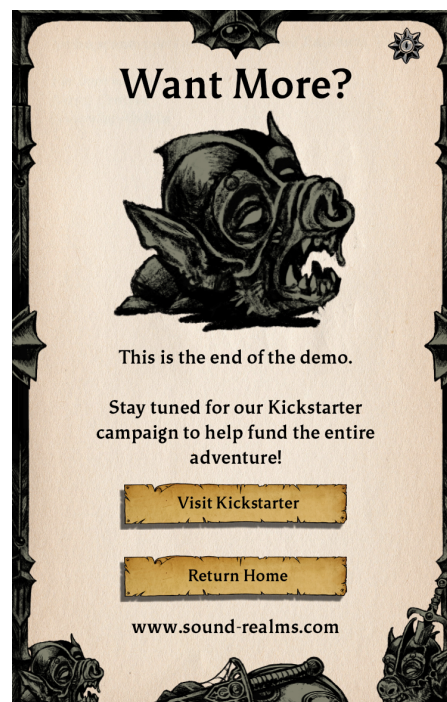 Want More?
This is the end of the demo.
Stay tuned for our Kickstarter
campaign to help fund the entire
adventure!
Visit Kickstarter
Return Home
www.sound-realms.com